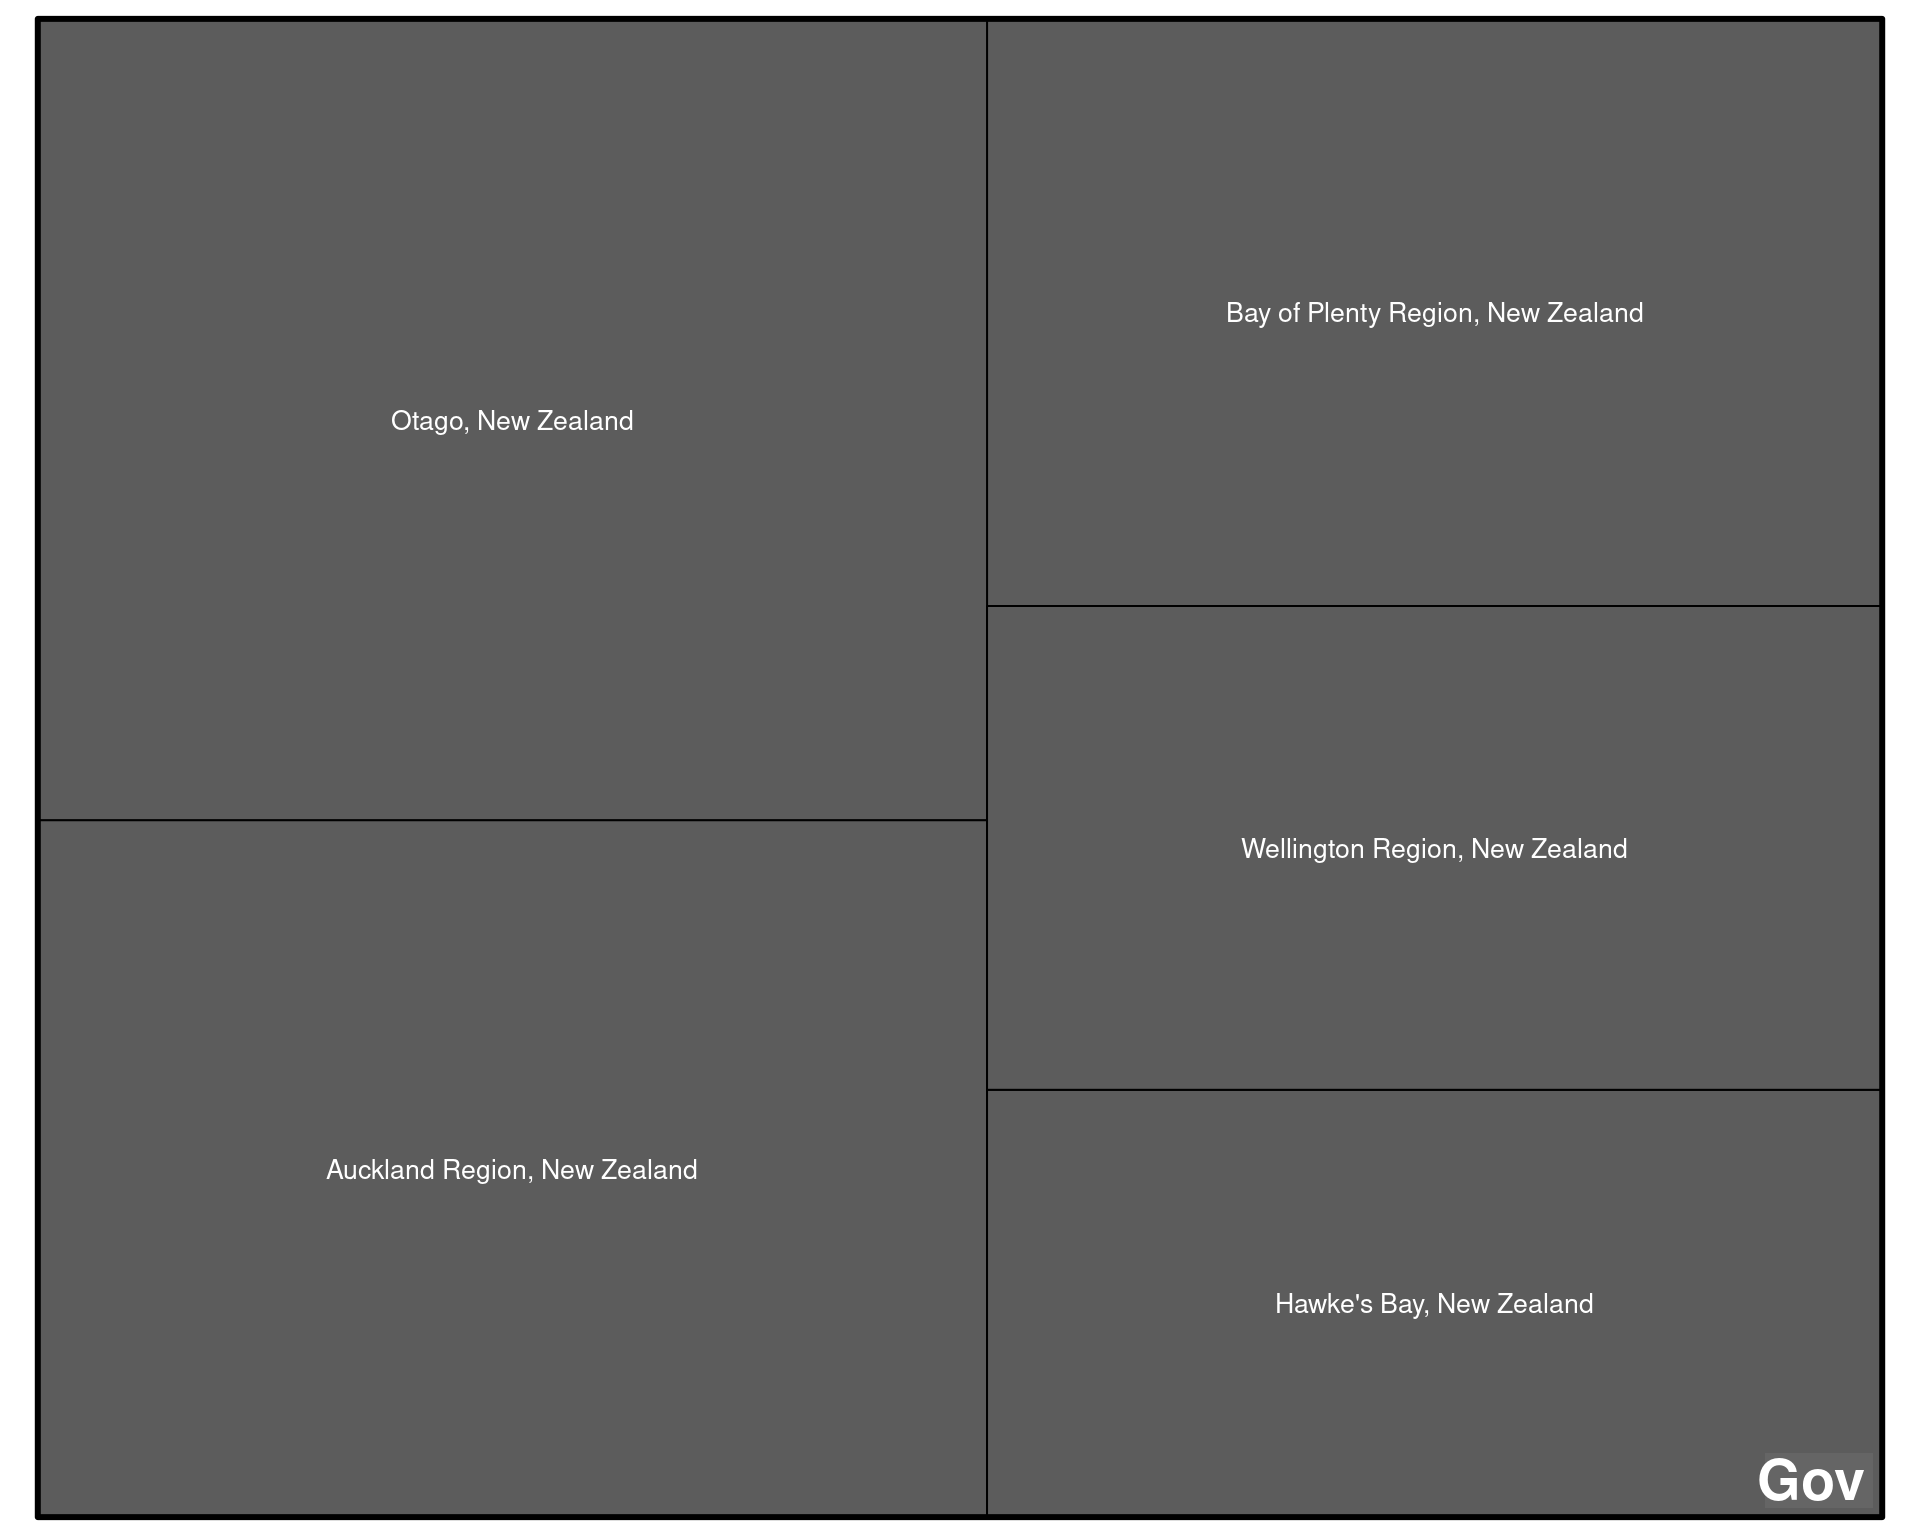 Otago, New Zealand
Auckland Region, New Zealand
Bay of Plenty Region, New Zealand
Wellington Region, New Zealand
Hawke's Bay, New Zealand
Gov